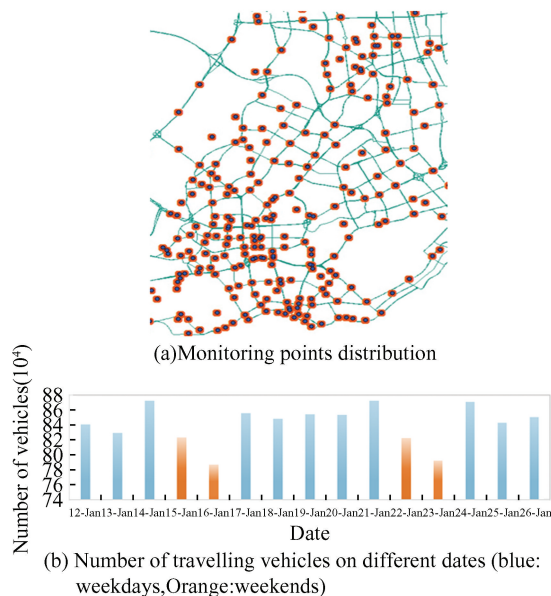 (a)Monitoring points distribution
Number of vehicles(10⁴)
88
86
84
82
80
78
76
74
12-Jan13-Jan14-Jan15-Jan16-Jan17-Jan18-Jan19-Jan20-Jan21-Jan22-Jan23-Jan24-Jan25-Jan26-Jan
Date
(b) Number of travelling vehicles on different dates (blue:
weekdays,Orange:weekends)